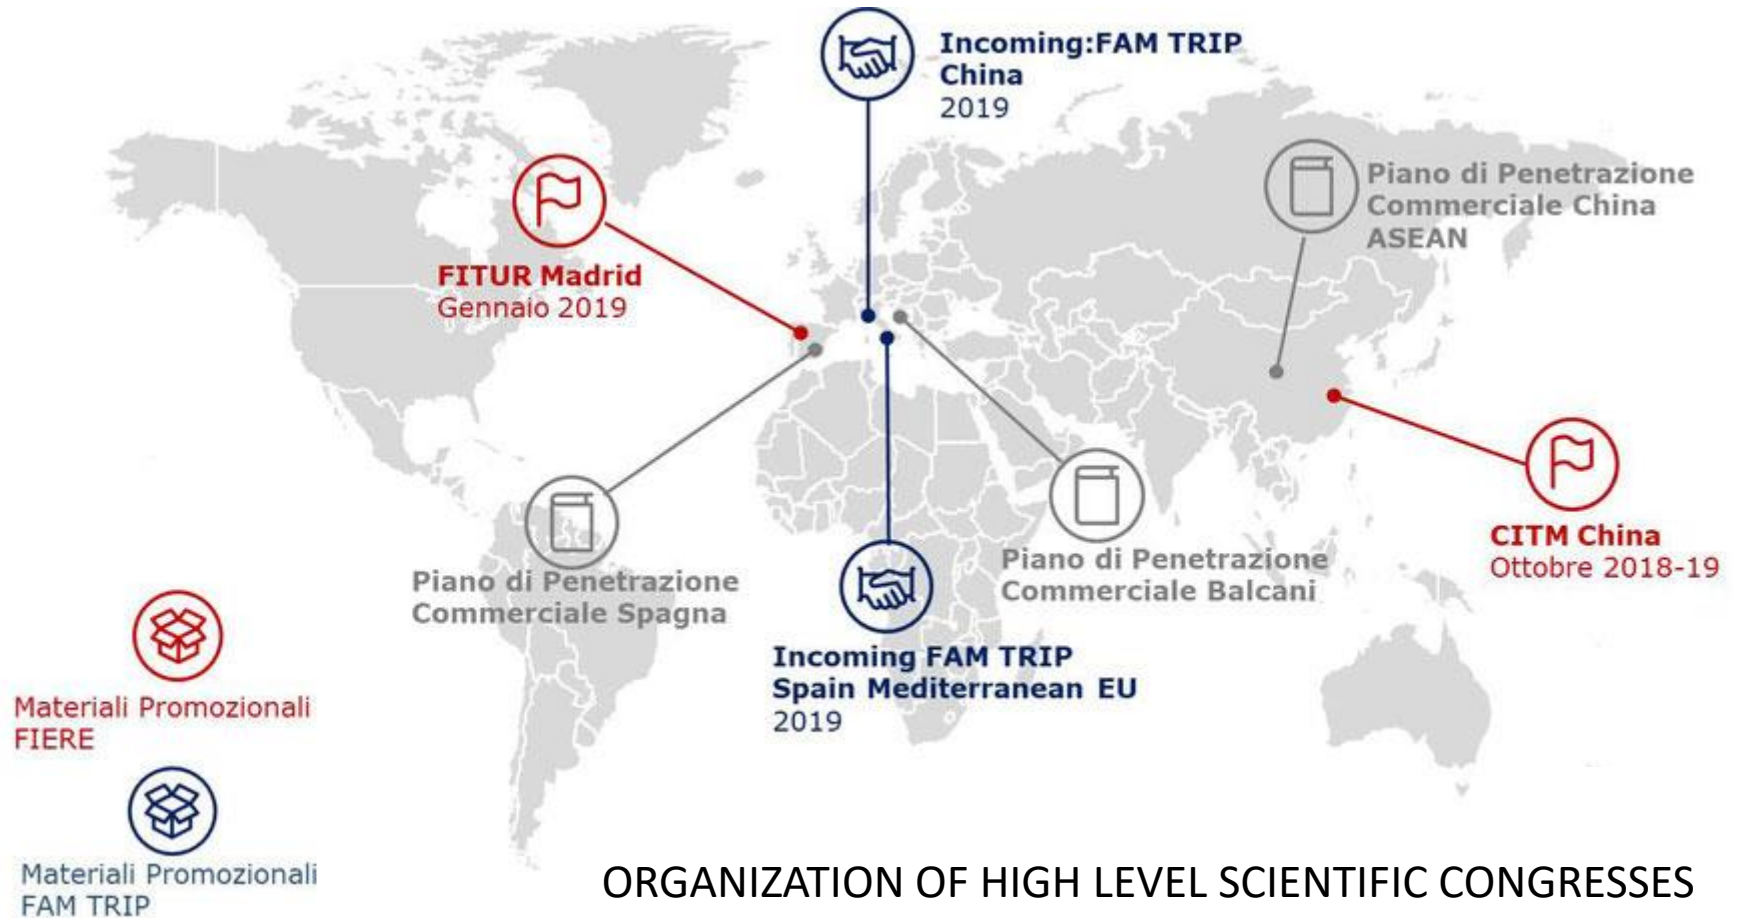 Incoming:FAM TRIP
China
2019
Piano di Penetrazione
Commerciale China
ASEAN
FITUR Madrid
Gennaio 2019
CITM China
Ottobre 2018-19
Piano di Penetrazione
Commerciale Balcani
Piano di Penetrazione
Commerciale Spagna
Incoming FAM TRIP
Spain Mediterranean EU
2019
Materiali Promozionali
FIERE
Materiali Promozionali
FAM TRIP
ORGANIZATION OF HIGH LEVEL SCIENTIFIC CONGRESSES